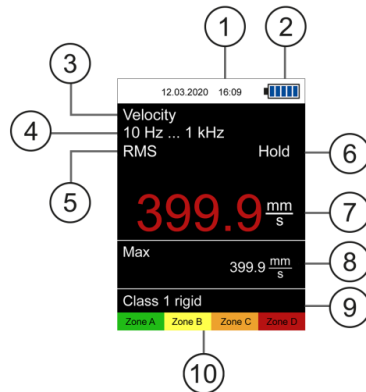 1
2
12.03.2020 16:09
3
Velocity
4
10 Hz ... 1 kHz
5
RMS
Hold
6
399.9 mm/s
7
Max
399.9 mm/s
8
Class 1 rigid
9
Zone A Zone B Zone C Zone D
10